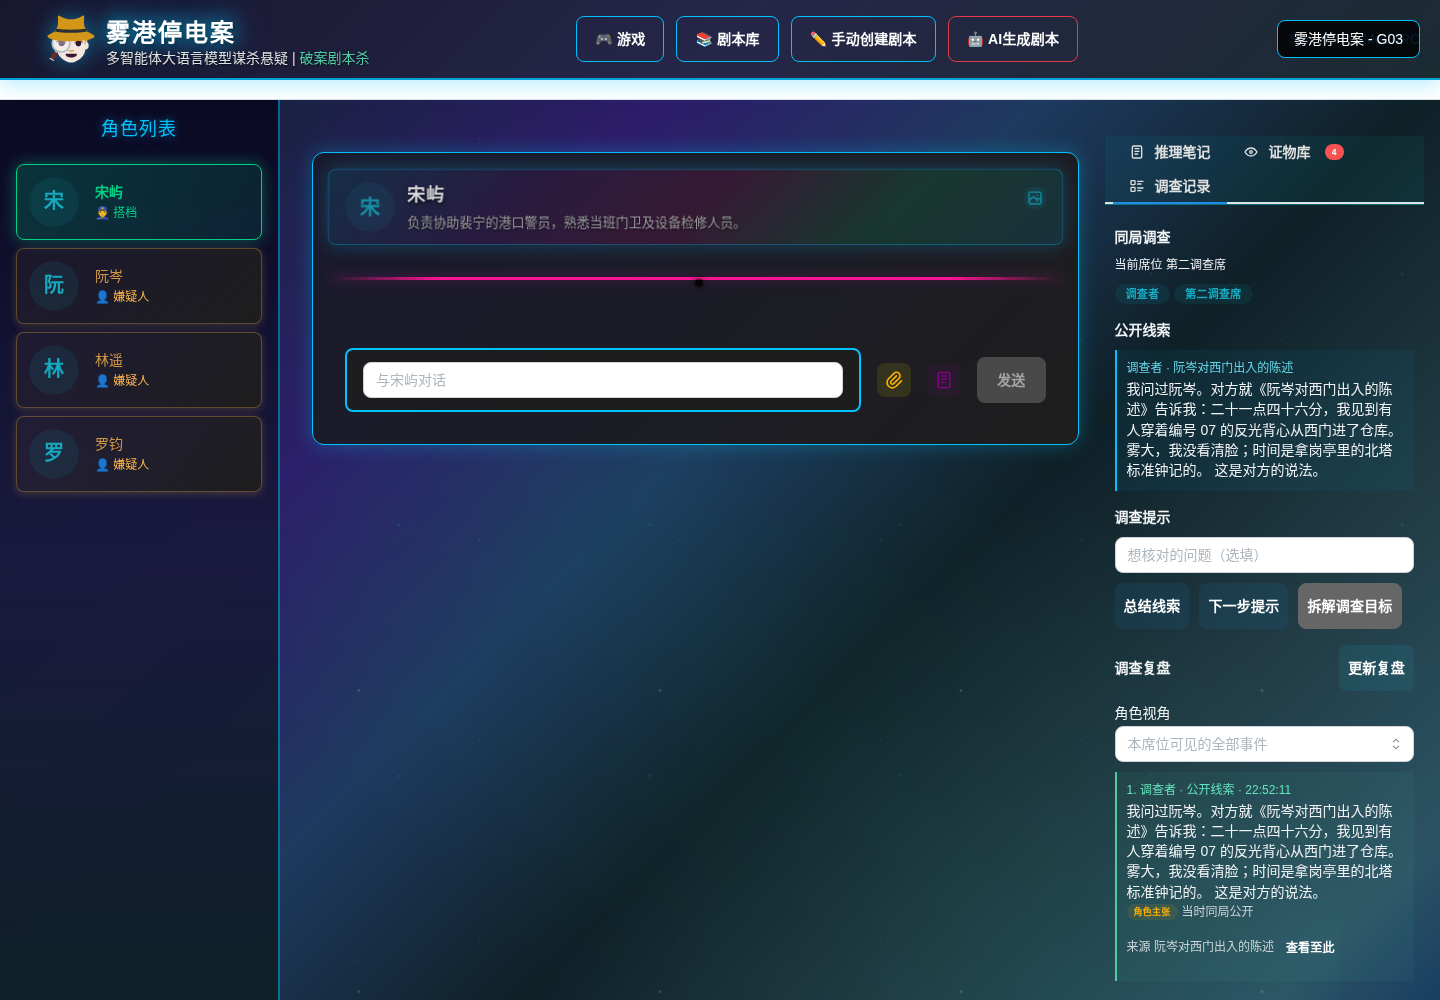 雾港停电案
多智能体大语言模型谋杀悬疑 | 破案剧本杀
🎮 游戏
📚 剧本库
✏️ 手动创建剧本
🤖 AI生成剧本
雾港停电案 - G03
角色列表
宋
宋屿
搭档
阮
阮岑
嫌疑人
林
林遥
嫌疑人
罗
罗钧
嫌疑人
宋
宋屿
负责协助裴宁的港口警员，熟悉当班门卫及设备检修人员。
与宋屿对话
发送
推理笔记
证物库
4
调查记录
同局调查
当前席位 第二调查席
调查者
第二调查席
公开线索
调查者 · 阮岑对西门出入的陈述
我问过阮岑。对方就《阮岑对西门出入的陈
述》告诉我：二十一点四十六分，我见到有
人穿着编号 07 的反光背心从西门进了仓库。
雾大，我没看清脸；时间是拿岗亭里的北塔
标准钟记的。 这是对方的说法。
调查提示
想核对的问题（选填）
总结线索
下一步提示
拆解调查目标
调查复盘
更新复盘
角色视角
本席位可见的全部事件
1. 调查者 · 公开线索 · 22:52:11
我问过阮岑。对方就《阮岑对西门出入的陈
述》告诉我：二十一点四十六分，我见到有
人穿着编号 07 的反光背心从西门进了仓库。
雾大，我没看清脸；时间是拿岗亭里的北塔
标准钟记的。 这是对方的说法。
角色主张 当时同局公开
来源 阮岑对西门出入的陈述 查看至此